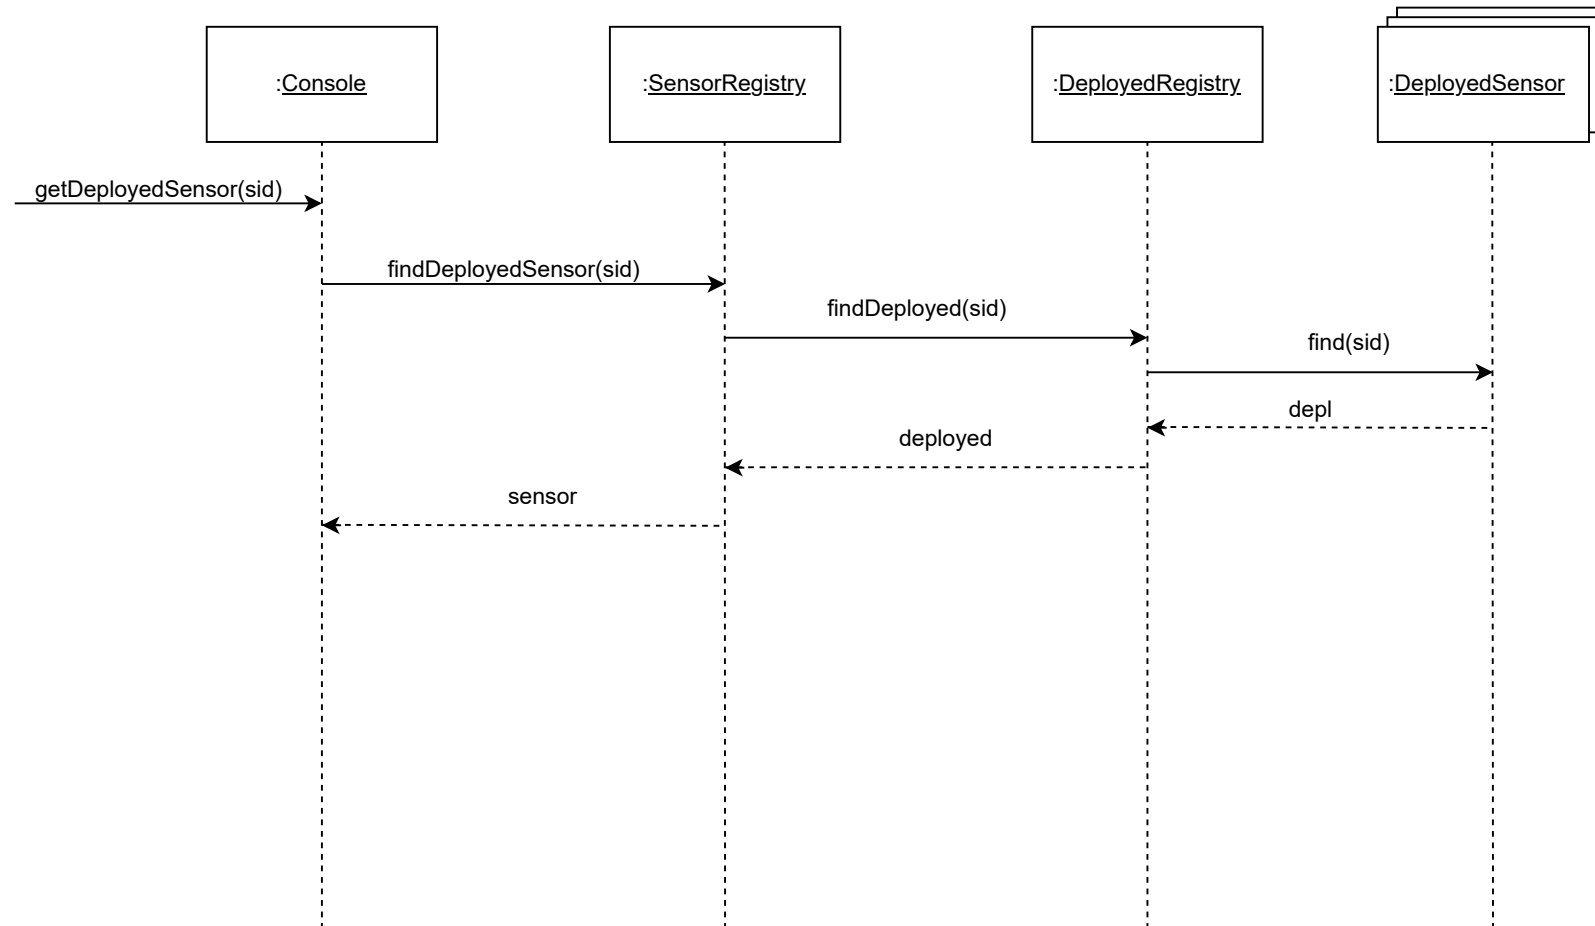 :Console
:SensorRegistry
:DeployedRegistry
:DeployedSensor
getDeployedSensor(sid)
findDeployedSensor(sid)
findDeployed(sid)
find(sid)
depl
deployed
sensor